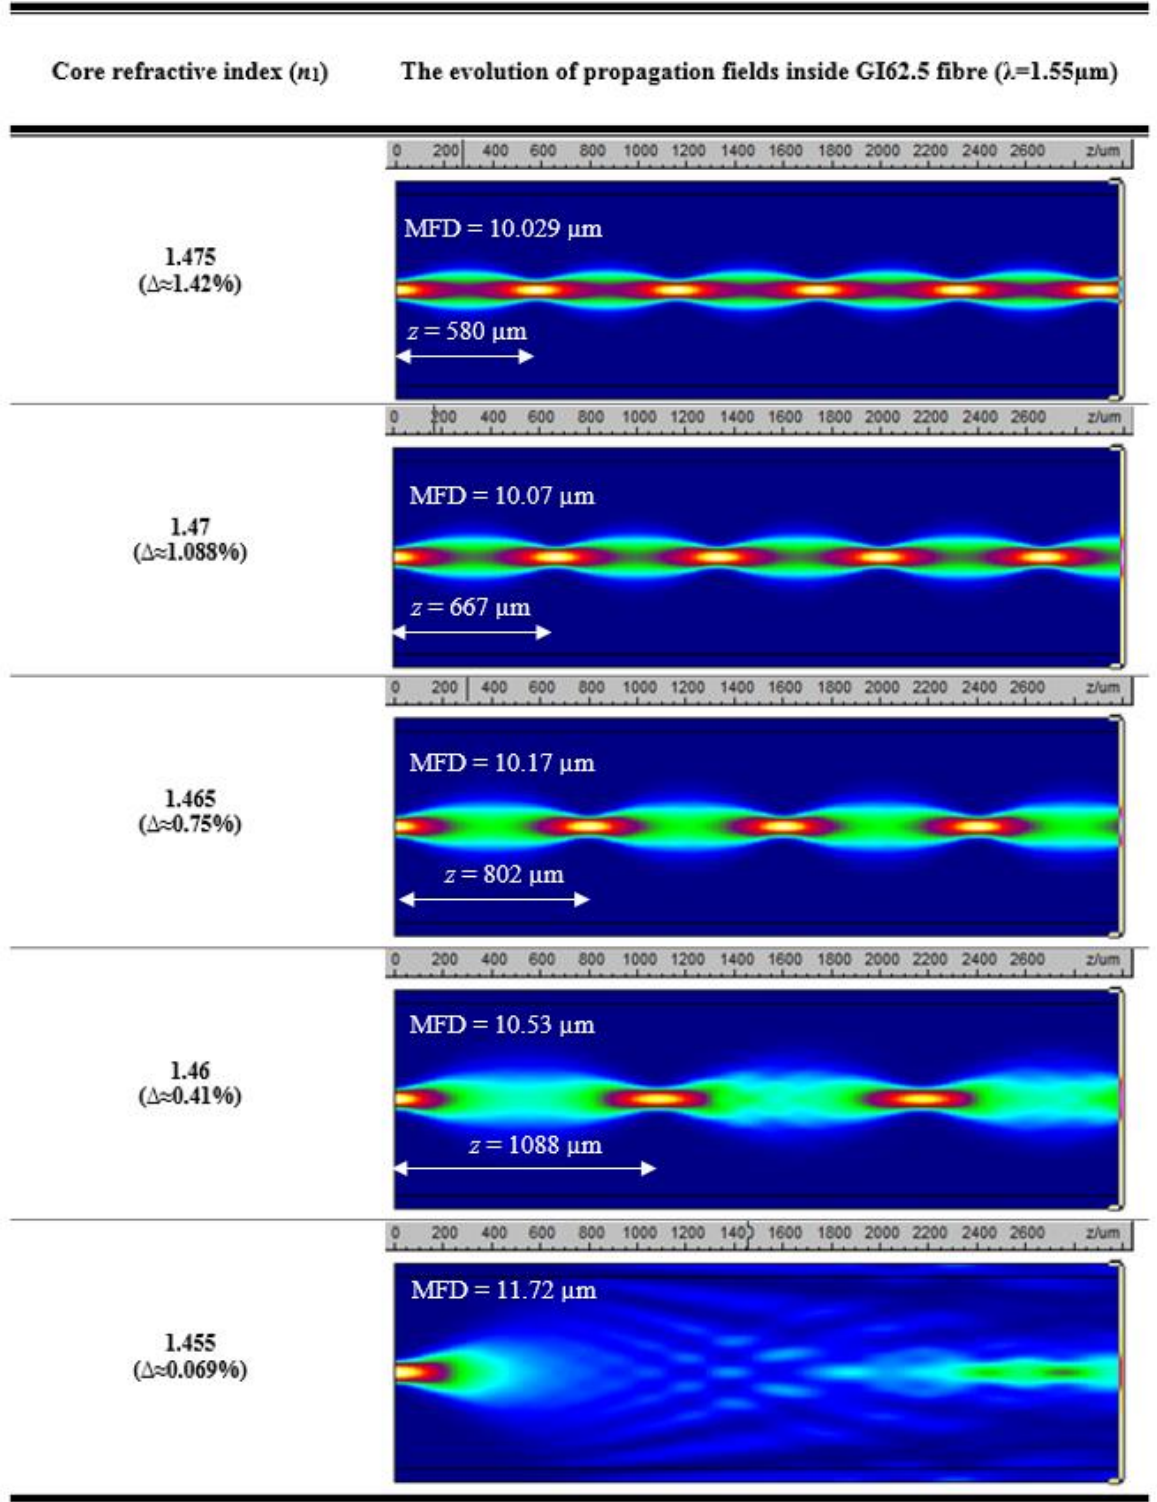 Core refractive index (n1) The evolution of propagation fields inside GI62.5 fibre (λ=1.55μm)
0 200 400 600 800 1000 1200 1400 1600 1800 2000 2200 2400 2600 z/um
MFD = 10.029 μm
1.475
(Δ≈1.42%)
z = 580 μm
0 200 400 600 800 1000 1200 1400 1600 1800 2000 2200 2400 2600 z/um
MFD = 10.07 μm
1.47
(Δ≈1.088%)
z = 667 μm
0 200 400 600 800 1000 1200 1400 1600 1800 2000 2200 2400 2600 z/um
MFD = 10.17 μm
1.465
(Δ≈0.75%)
z = 802 μm
0 200 400 600 800 1000 1200 1400 1600 1800 2000 2200 2400 2600 z/um
MFD = 10.53 μm
1.46
(Δ≈0.41%)
z = 1088 μm
0 200 400 600 800 1000 1200 1400 1600 1800 2000 2200 2400 2600 z/um
MFD = 11.72 μm
1.455
(Δ≈0.069%)